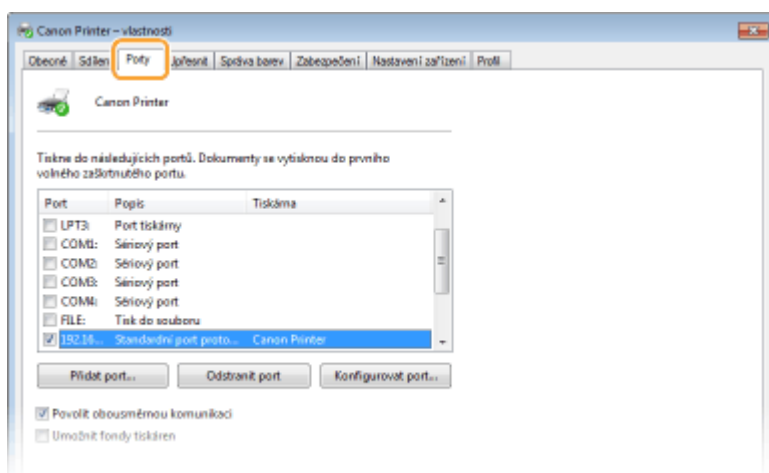 Canon Printer – vlastnosti
Obecné Sdílen Porty Upřesnit Správa barev Zabezpečení Nastavení zařízení Profil
Canon Printer
Tiskne do následujících portů. Dokumenty se vytisknou do prvního
volného zaškrtnutého portu.
Port Popis Tiskárna
LPT3: Port tiskárny
COM1: Sériový port
COM2: Sériový port
COM3: Sériový port
COM4: Sériový port
FILE: Tisk do souboru
192.16... Standardní port proto... Canon Printer
Přidat port... Odstranit port Konfigurovat port...
Povolit obousměrnou komunikaci
Umožnit fondy tiskáren